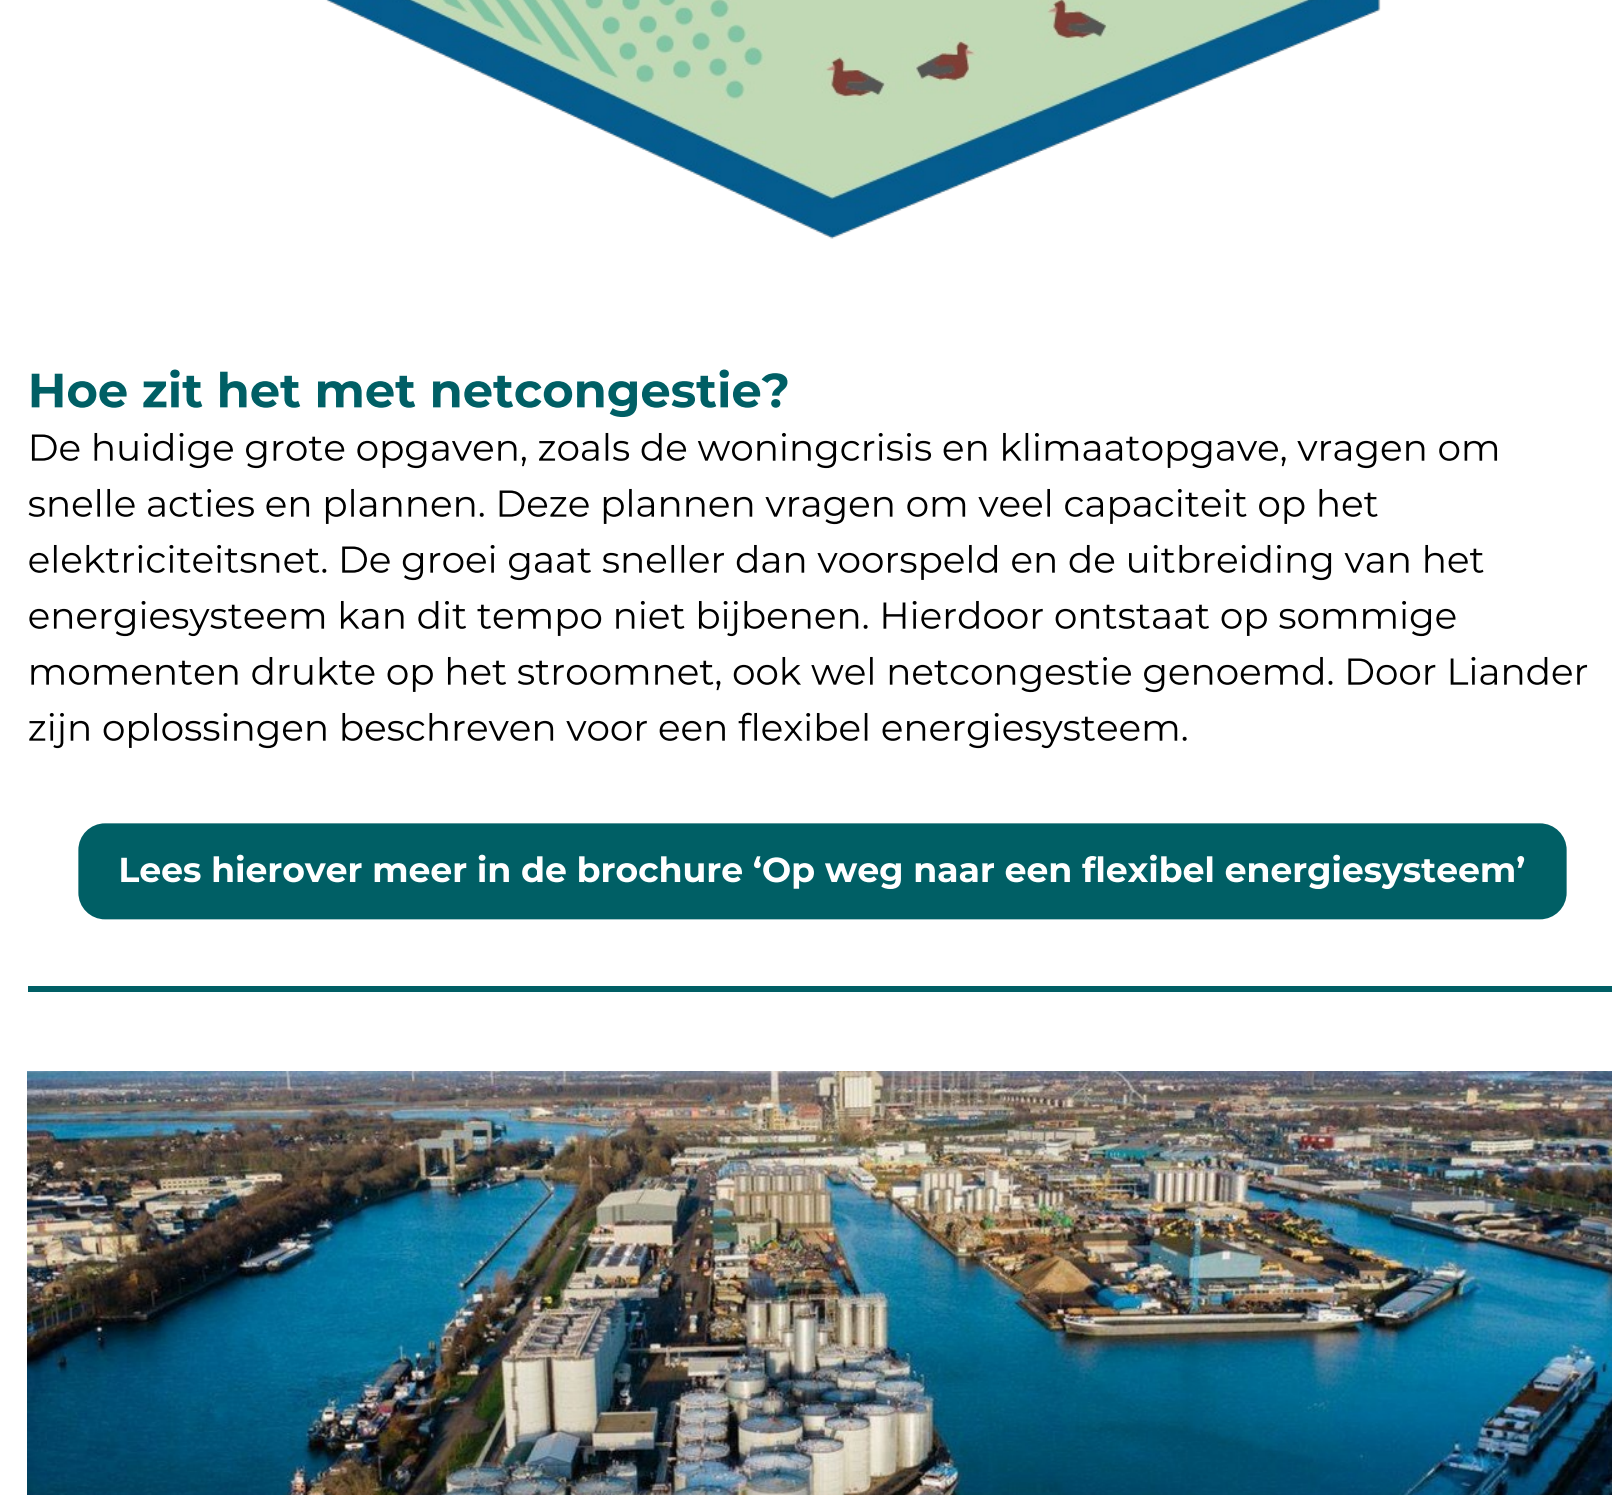 Hoe zit het met netcongestie?
De huidige grote opgaven, zoals de woningcrisis en klimaatopgave, vragen om
snelle acties en plannen. Deze plannen vragen om veel capaciteit op het
elektriciteitsnet. De groei gaat sneller dan voorspeld en de uitbreiding van het
energiesysteem kan dit tempo niet bijbenen. Hierdoor ontstaat op sommige
momenten drukte op het stroomnet, ook wel netcongestie genoemd. Door Liander
zijn oplossingen beschreven voor een flexibel energiesysteem.
Lees hierover meer in de brochure ‘Op weg naar een flexibel energiesysteem’